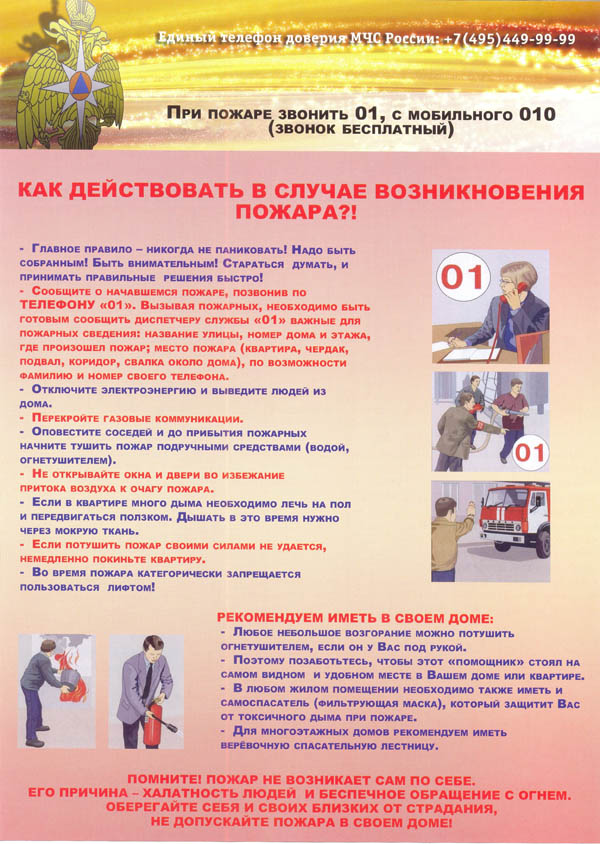 Единый телефон доверия МЧС России: +7(495)449-99-99
При пожаре звонить 01, с мобильного 010
(звонок бесплатный)
КАК ДЕЙСТВОВАТЬ В СЛУЧАЕ ВОЗНИКНОВЕНИЯ
ПОЖАРА?!
- Главное правило – никогда не паниковать! Надо быть
собранным! Быть внимательным! Стараться думать, и
принимать правильные решения быстро!
- Сообщите о начавшемся пожаре, позвонив по
ТЕЛЕФОНУ «01». Вызывая пожарных, необходимо быть
готовым сообщить диспетчеру службы «01» важные для
пожарных сведения: название улицы, номер дома и этажа,
где произошел пожар; место пожара (квартира, чердак,
подвал, коридор, свалка около дома), по возможности
фамилию и номер своего телефона.
- Отключите электроэнергию и выведите людей из
дома.
- Перекройте газовые коммуникации.
- Оповестите соседей и до прибытия пожарных
начните тушить пожар подручными средствами (водой,
огнетушителем).
- Не открывайте окна и двери во избежание
притока воздуха к очагу пожара.
- Если в квартире много дыма необходимо лечь на пол
и передвигаться ползком. Дышать в это время нужно
через мокрую ткань.
- Если потушить пожар своими силами не удается,
немедленно покиньте квартиру.
- Во время пожара категорически запрещается
пользоваться лифтом!
01
01
РЕКОМЕНДУЕМ ИМЕТЬ В СВОЕМ ДОМЕ:
- Любое небольшое возгорание можно потушить
огнетушителем, если он у Вас под рукой.
- Поэтому позаботьтесь, чтобы этот «помощник» стоял на
самом видном и удобном месте в Вашем доме или квартире.
- В любом жилом помещении необходимо также иметь и
самоспасатель (фильтрующая маска), который защитит Вас
от токсичного дыма при пожаре.
- Для многоэтажных домов рекомендуем иметь
верёвочную спасательную лестницу.
ПОМНИТЕ! ПОЖАР НЕ ВОЗНИКАЕТ САМ ПО СЕБЕ.
ЕГО ПРИЧИНА – ХАЛАТНОСТЬ ЛЮДЕЙ И БЕСПЕЧНОЕ ОБРАЩЕНИЕ С ОГНЕМ.
ОБЕРЕГАЙТЕ СЕБЯ И СВОИХ БЛИЗКИХ ОТ СТРАДАНИЯ,
НЕ ДОПУСКАЙТЕ ПОЖАРА В СВОЕМ ДОМЕ!